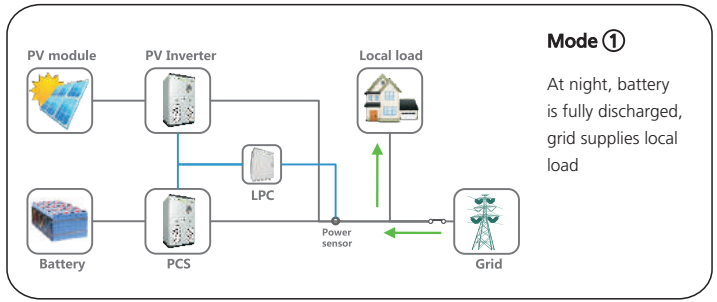 PV module
PV Inverter
Local load
Mode ①
At night, battery
is fully discharged,
grid supplies local
load
LPC
Power
sensor
Battery
PCS
Grid